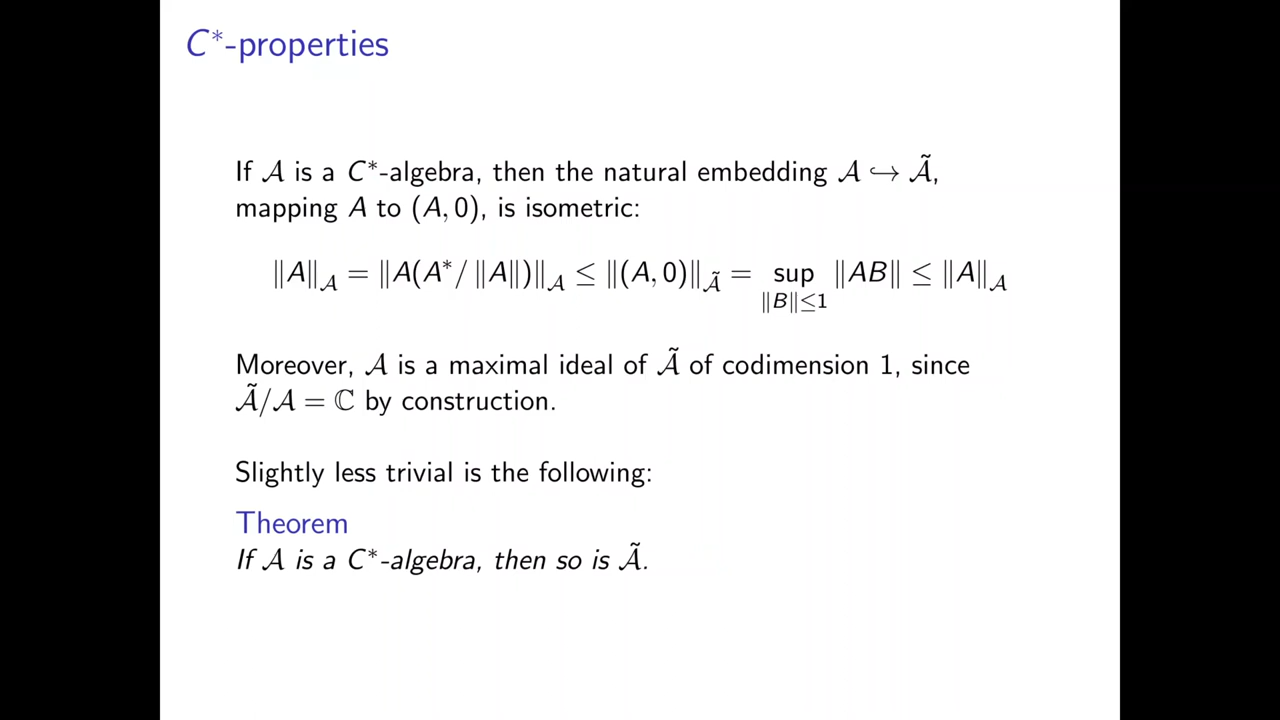 C*-properties
If 𝒜 is a C*-algebra, then the natural embedding 𝒜 ↪ 𝒜̃,
mapping A to (A, 0), is isometric:
‖A‖_𝒜 = ‖A(A*/ ‖A‖)‖_𝒜 ≤ ‖(A, 0)‖_𝒜̃ = sup_{‖B‖≤1} ‖AB‖ ≤ ‖A‖_𝒜
Moreover, 𝒜 is a maximal ideal of 𝒜̃ of codimension 1, since
𝒜̃/𝒜 = ℂ by construction.
Slightly less trivial is the following:
Theorem
If 𝒜 is a C*-algebra, then so is 𝒜̃.